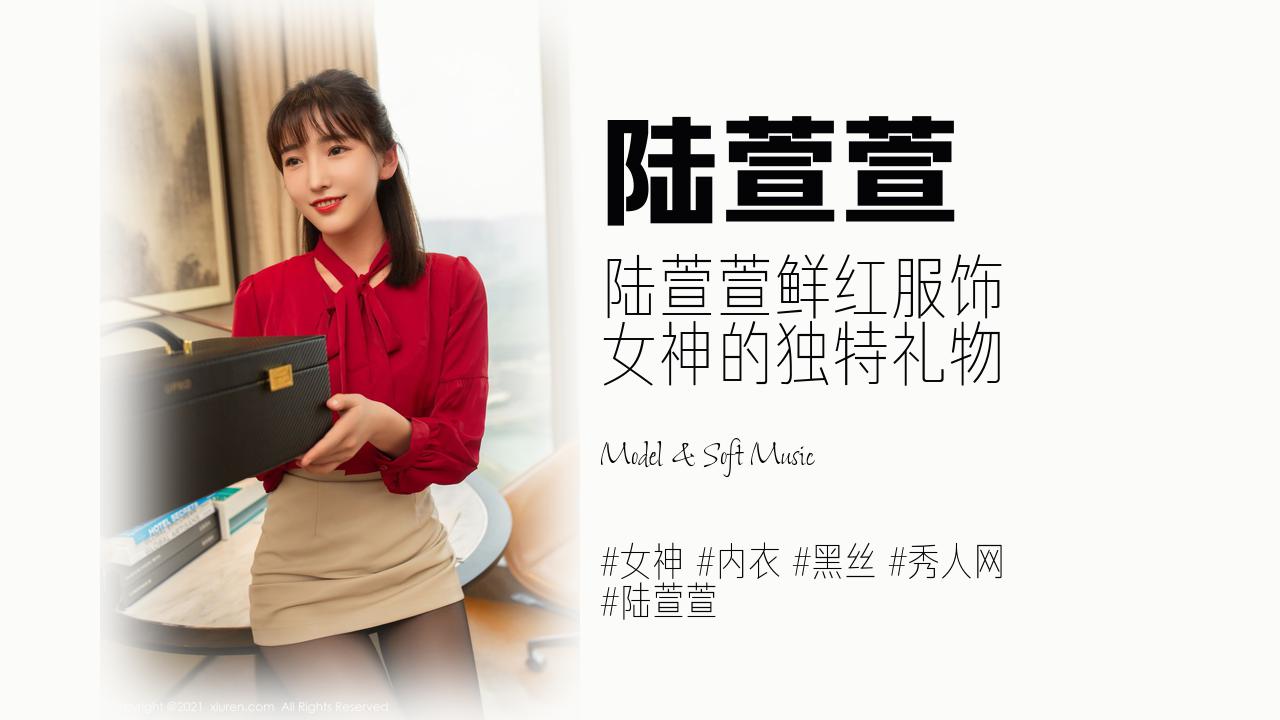 陆萱萱
陆萱萱鲜红服饰
女神的独特礼物
Model & Soft Music
#女神 #内衣 #黑丝 #秀人网
#陆萱萱
HOTEL SECRETS
@2021 xiuren.com All Rights Reserved